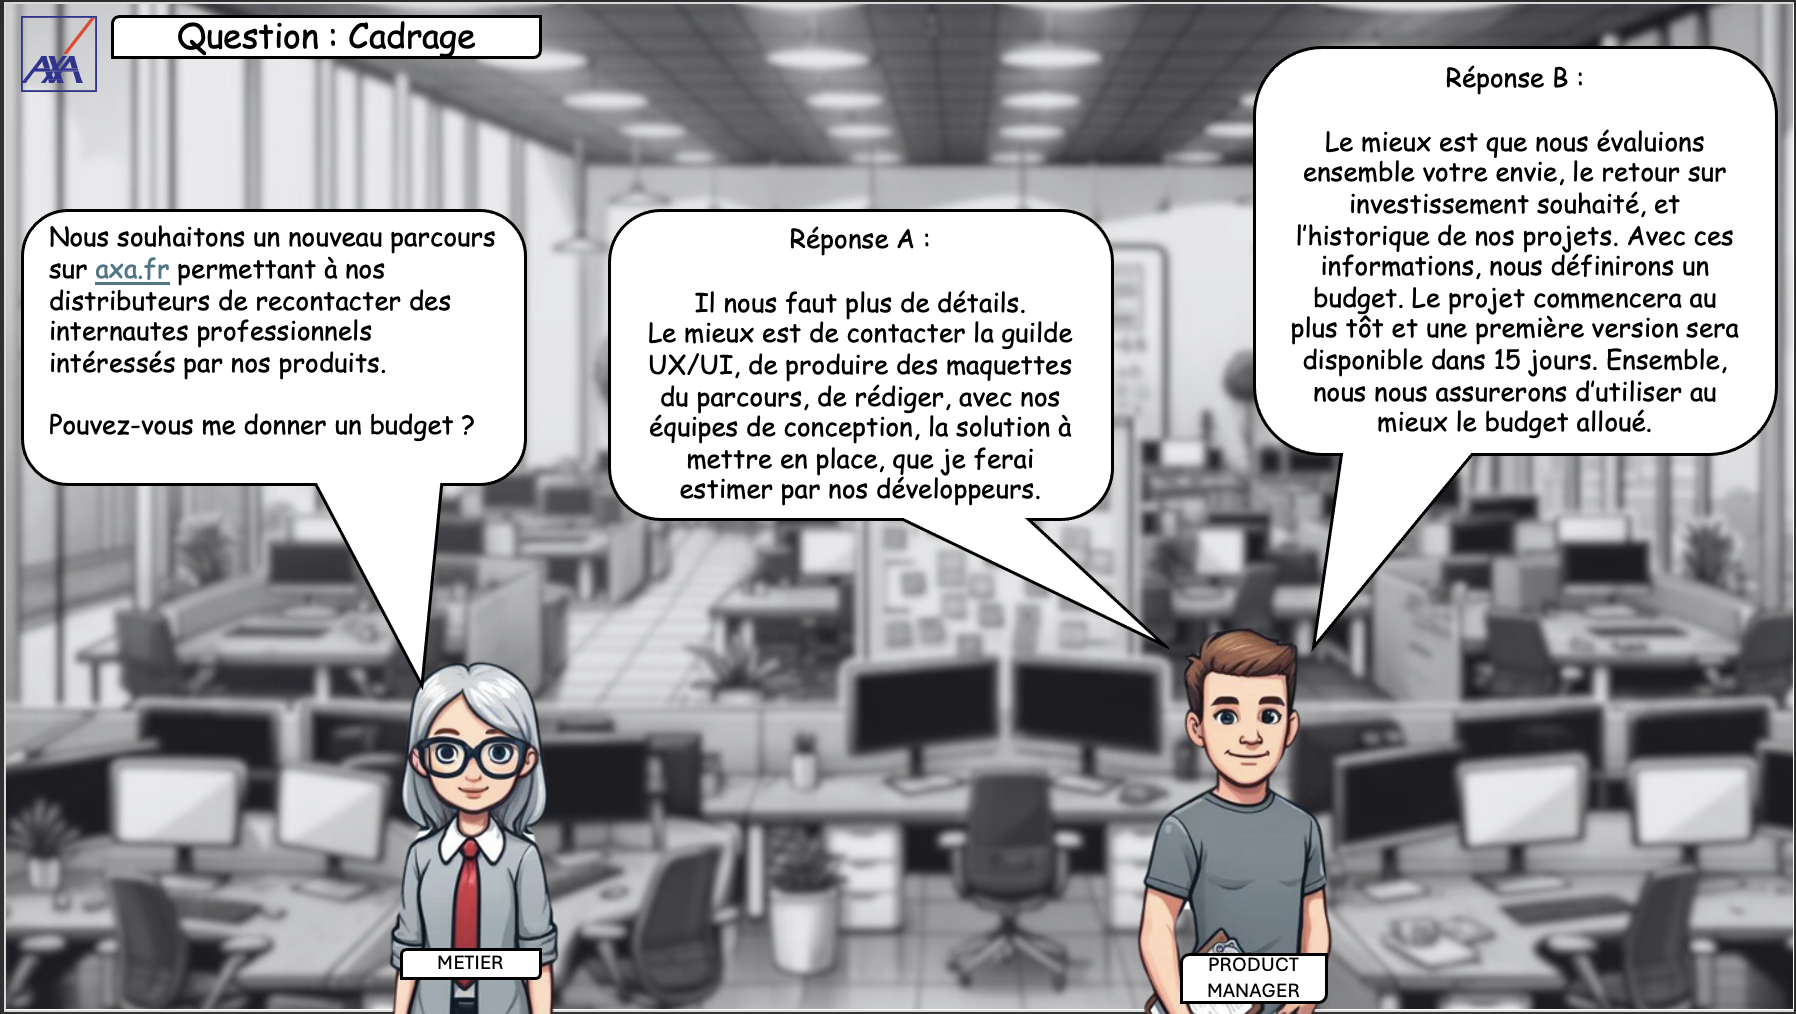 AXA
Question : Cadrage
Nous souhaitons un nouveau parcours
sur axa.fr permettant à nos
distributeurs de recontacter des
internautes professionnels
intéressés par nos produits.
Pouvez-vous me donner un budget ?
Réponse A :
Il nous faut plus de détails.
Le mieux est de contacter la guilde
UX/UI, de produire des maquettes
du parcours, de rédiger, avec nos
équipes de conception, la solution à
mettre en place, que je ferai
estimer par nos développeurs.
Réponse B :
Le mieux est que nous évaluions
ensemble votre envie, le retour sur
investissement souhaité, et
l'historique de nos projets. Avec ces
informations, nous définirons un
budget. Le projet commencera au
plus tôt et une première version sera
disponible dans 15 jours. Ensemble,
nous nous assurerons d'utiliser au
mieux le budget alloué.
METIER
PRODUCT
MANAGER